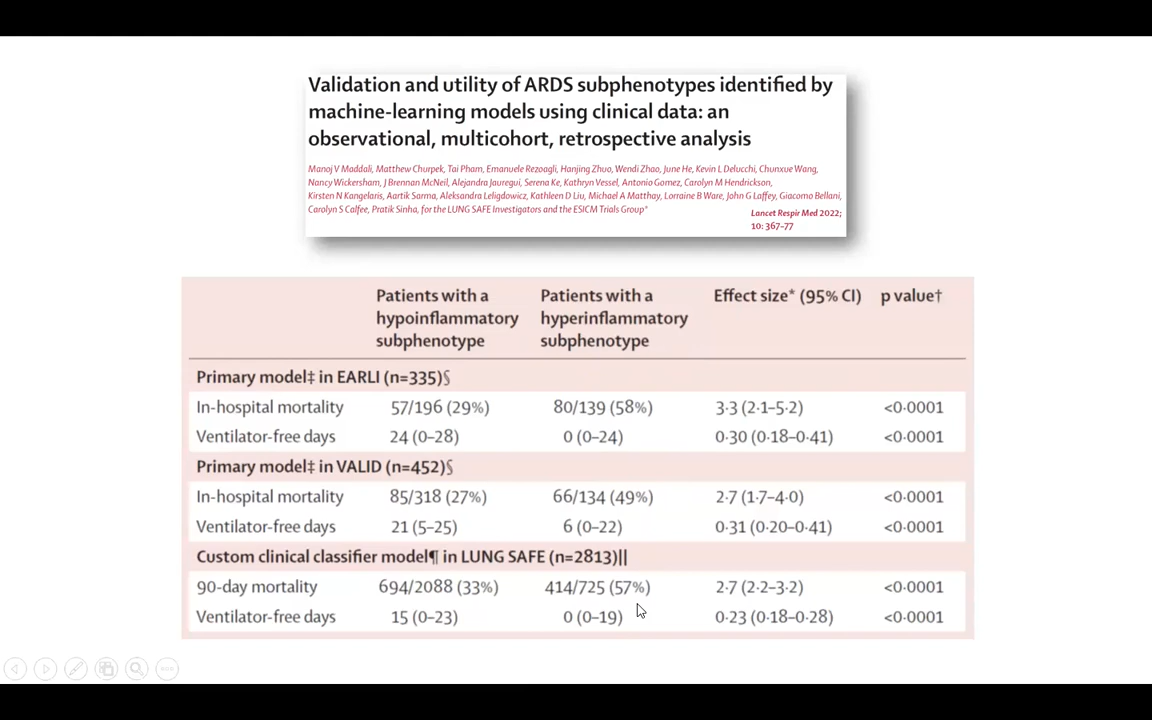 Validation and utility of ARDS subphenotypes identified by
machine-learning models using clinical data: an
observational, multicohort, retrospective analysis
Manoj V Maddali, Matthew Churpek, Tai Pham, Emanuele Rezoagli, Hanjing Zhuo, Wendi Zhao, June He, Kevin L Delucchi, Chunxue Wang,
Nancy Wickersham, J Brennan McNeil, Alejandra Jauregui, Serena Ke, Kathryn Vessel, Antonio Gomez, Carolyn M Hendrickson,
Kirsten N Kangelaris, Aartik Sarma, Aleksandra Leligdowicz, Kathleen D Liu, Michael A Matthay, Lorraine B Ware, John G Laffey, Giacomo Bellani,
Carolyn S Calfee, Pratik Sinha, for the LUNG SAFE Investigators and the ESICM Trials Group*
Lancet Respir Med 2022;
10: 367–77
Patients with a hypoinflammatory subphenotype Patients with a hyperinflammatory subphenotype Effect size* (95% CI) p value†
Primary model‡ in EARLI (n=335)§
In-hospital mortality 57/196 (29%) 80/139 (58%) 3·3 (2·1–5·2) <0·0001
Ventilator-free days 24 (0–28) 0 (0–24) 0·30 (0·18–0·41) <0·0001
Primary model‡ in VALID (n=452)§
In-hospital mortality 85/318 (27%) 66/134 (49%) 2·7 (1·7–4·0) <0·0001
Ventilator-free days 21 (5–25) 6 (0–22) 0·31 (0·20–0·41) <0·0001
Custom clinical classifier model¶ in LUNG SAFE (n=2813)||
90-day mortality 694/2088 (33%) 414/725 (57%) 2·7 (2·2–3·2) <0·0001
Ventilator-free days 15 (0–23) 0 (0–19) 0·23 (0·18–0·28) <0·0001